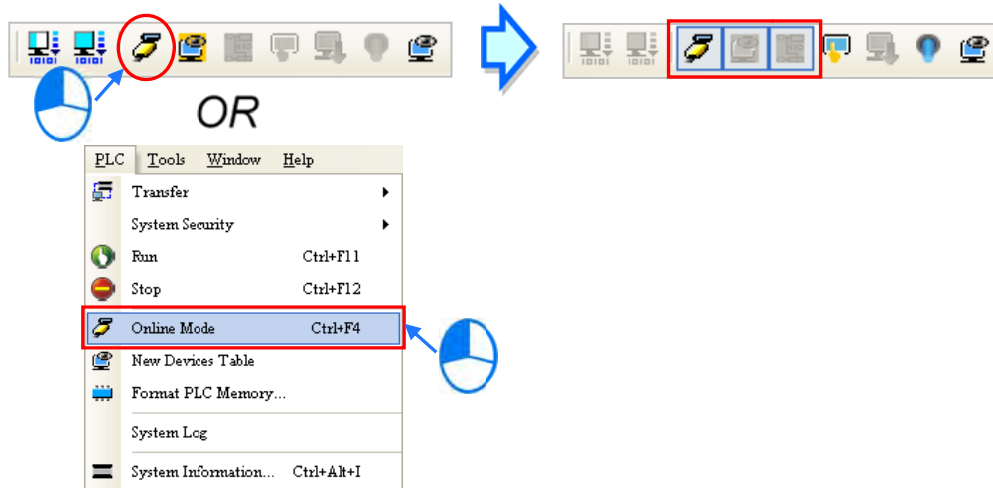 OR
PLC Tools Window Help
Transfer
System Security
Run Ctrl+F11
Stop Ctrl+F12
Online Mode Ctrl+F4
New Devices Table
Format PLC Memory...
System Log
System Information... Ctrl+Alt+I